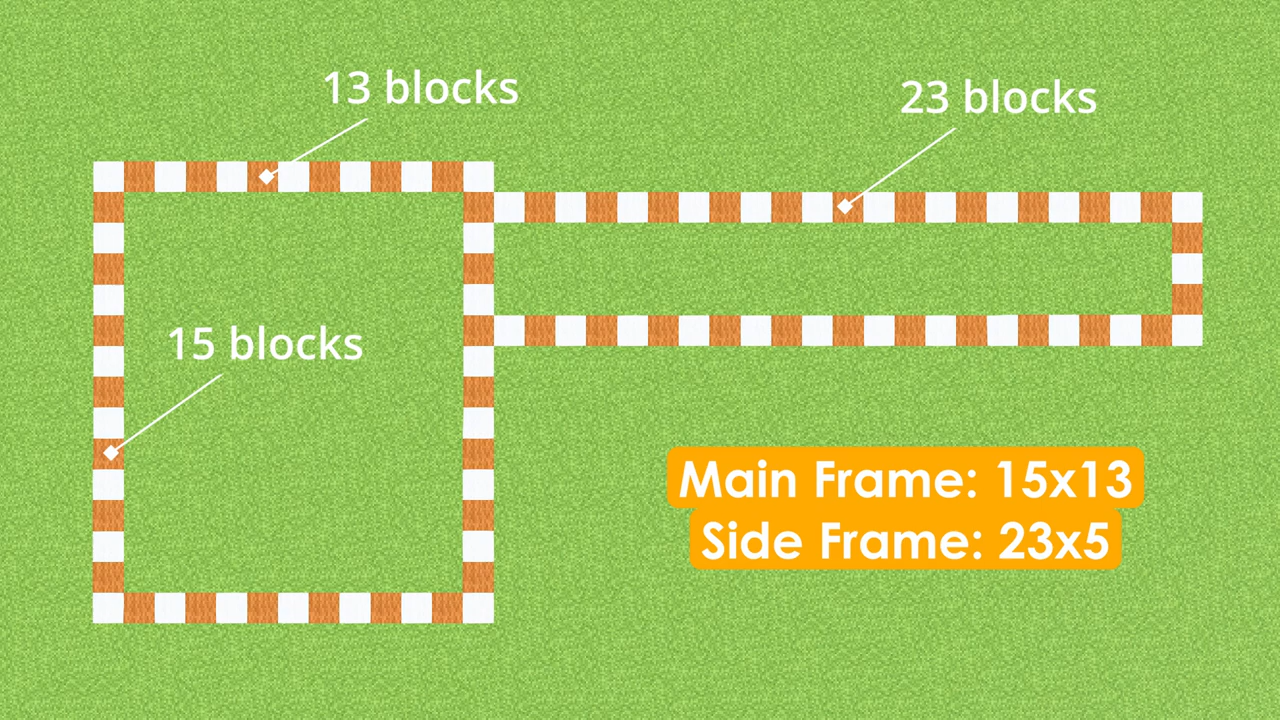 13 blocks
23 blocks
15 blocks
Main Frame: 15x13
Side Frame: 23x5